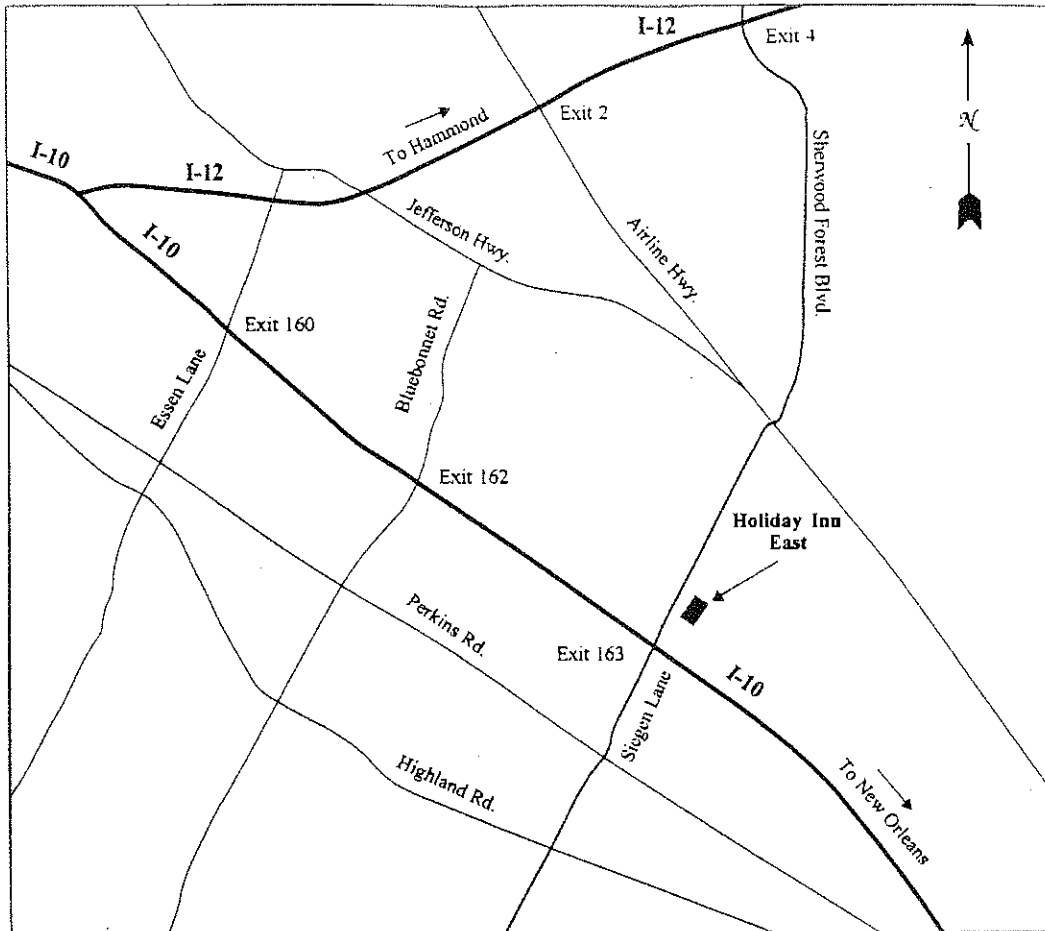 I-12
Exit 4
Exit 2
N
To Hammond
I-10
I-12
Sherwood Forest Blvd.
Jefferson Hwy.
Airline Hwy.
I-10
Exit 160
Bluebonnet Rd.
Essen Lane
Exit 162
Holiday Inn
East
Perkins Rd.
Exit 163
I-10
Siegen Lane
Highland Rd.
To New Orleans